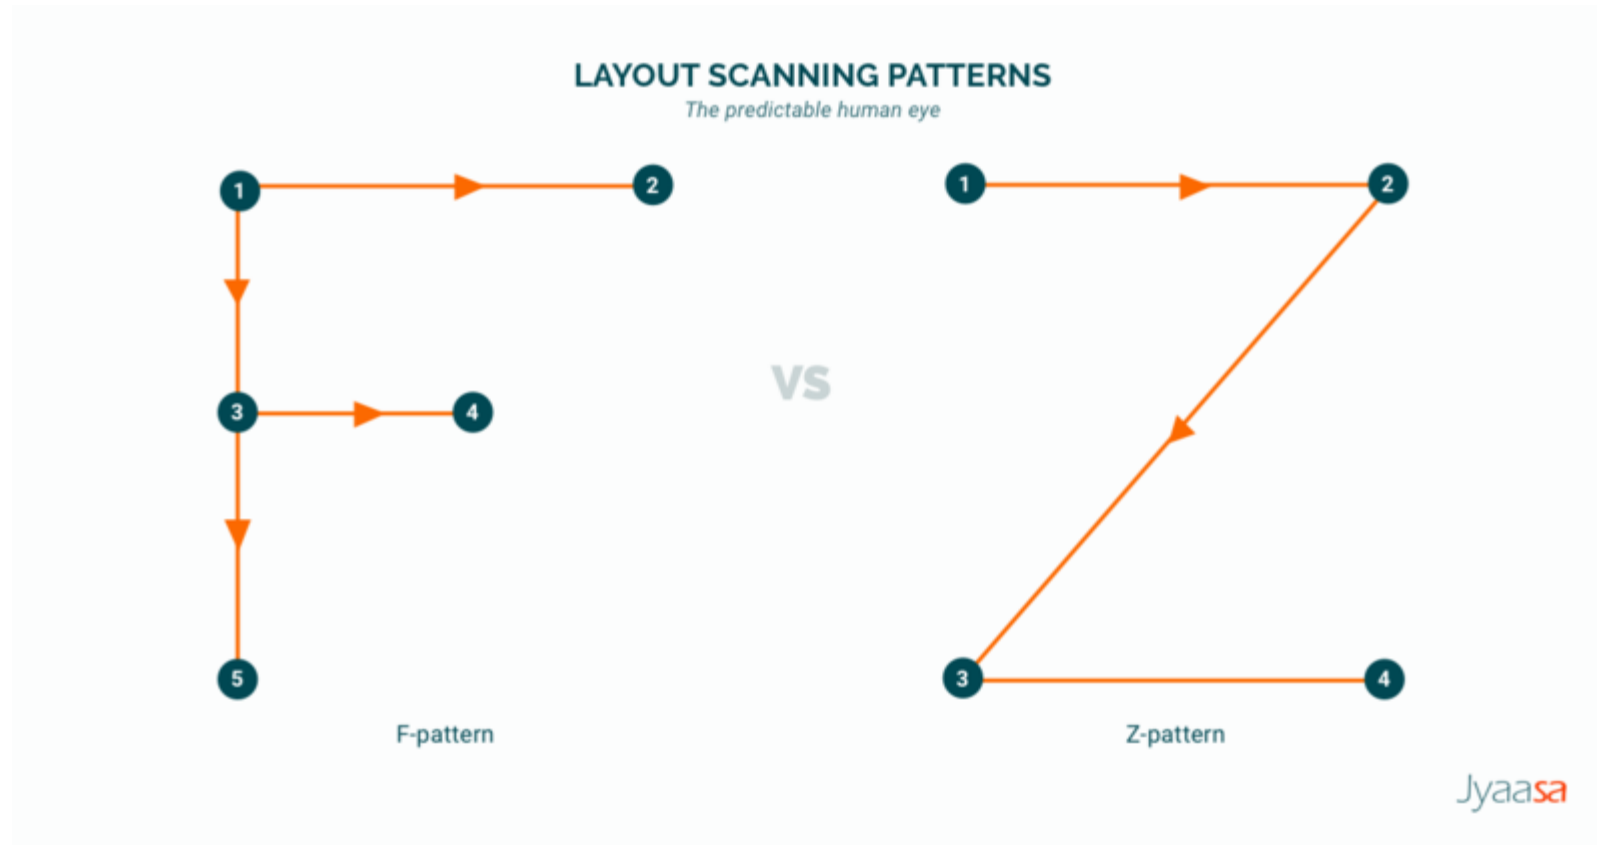 LAYOUT SCANNING PATTERNS
The predictable human eye
1
2
3
4
5
F-pattern
VS
1
2
3
4
Z-pattern
Jyaasa